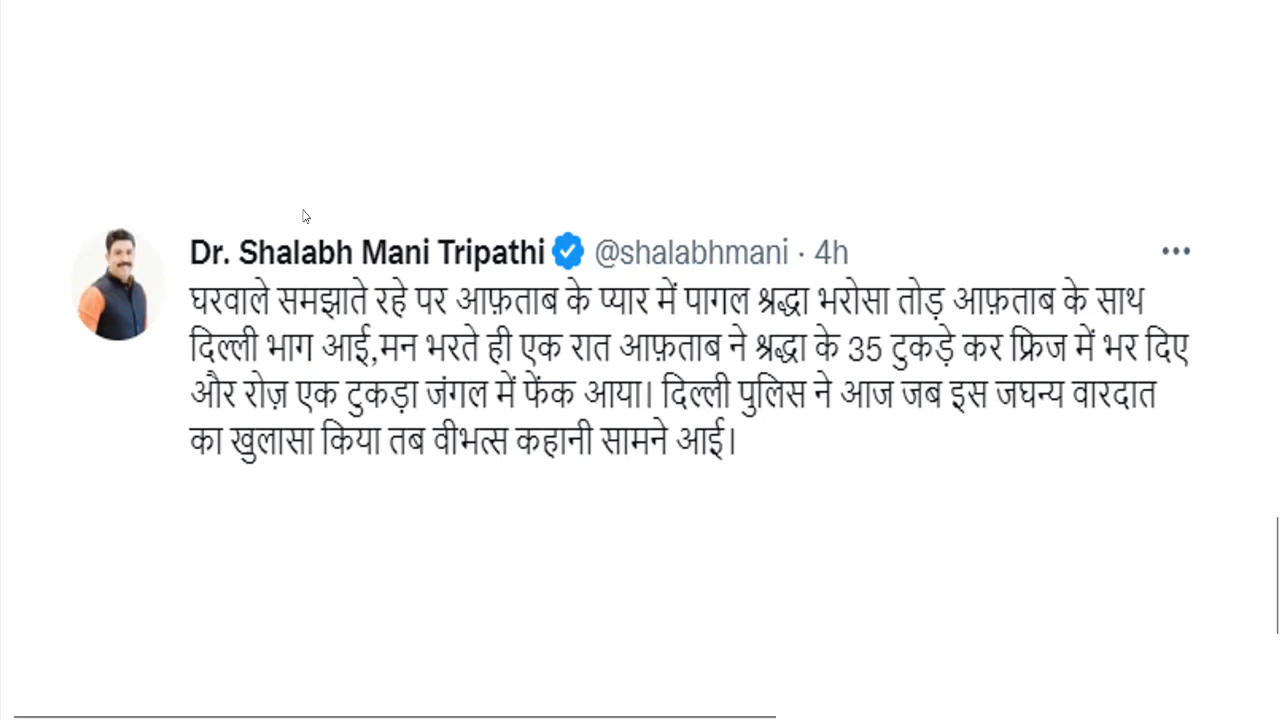 Dr. Shalabh Mani Tripathi @shalabhmani · 4h
घरवाले समझाते रहे पर आफ़ताब के प्यार में पागल श्रद्धा भरोसा तोड़ आफ़ताब के साथ
दिल्ली भाग आई,मन भरते ही एक रात आफ़ताब ने श्रद्धा के 35 टुकड़े कर फ्रिज में भर दिए
और रोज़ एक टुकड़ा जंगल में फेंक आया। दिल्ली पुलिस ने आज जब इस जघन्य वारदात
का खुलासा किया तब वीभत्स कहानी सामने आई।